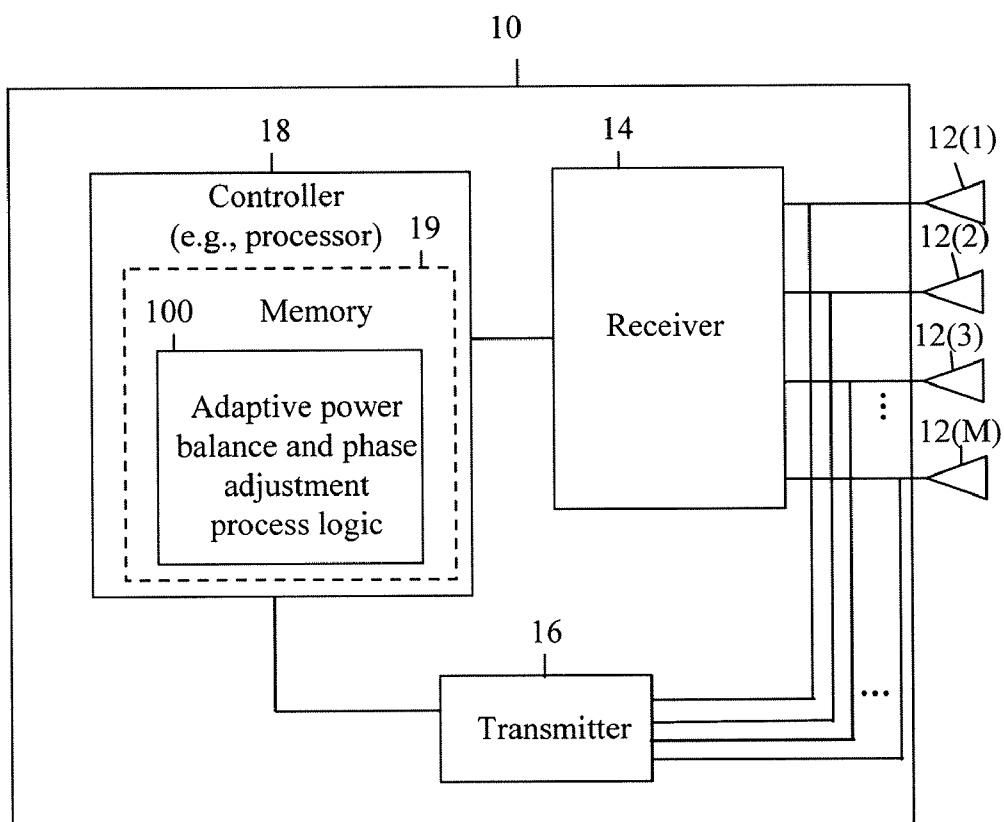 10
18
14
12(1)
Controller
(e.g., processor)
19
12(2)
100
Memory
Receiver
12(3)
Adaptive power
balance and phase
adjustment
process logic
...
12(M)
16
Transmitter
...